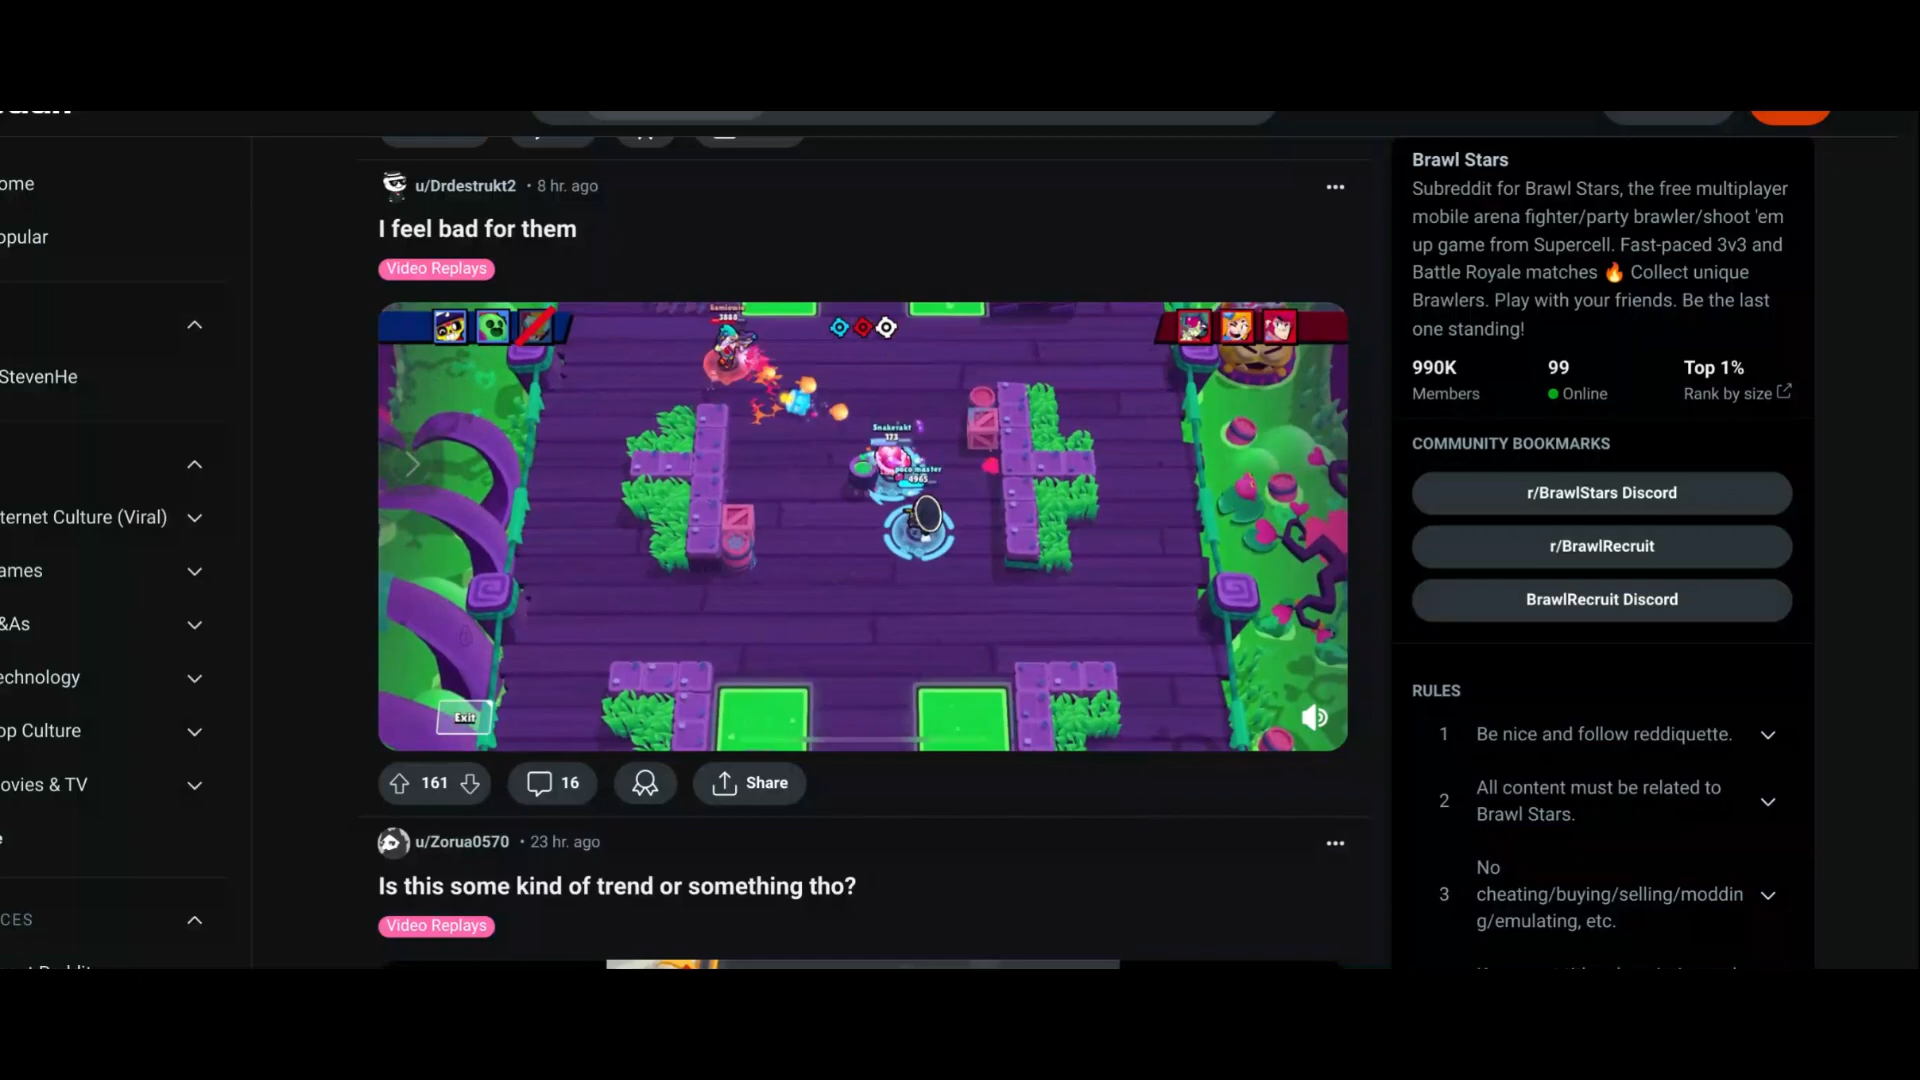 ome
opular
StevenHe
ternet Culture (Viral)
ames
&As
echnology
op Culture
ovies & TV
e
CES
u/Drdestrukt2 • 8 hr. ago
I feel bad for them
Video Replays
3888
Snakerakt
173
poco master
4965
Exit
161
16
Share
u/Zorua0570 • 23 hr. ago
Is this some kind of trend or something tho?
Video Replays
Brawl Stars
Subreddit for Brawl Stars, the free multiplayer
mobile arena fighter/party brawler/shoot 'em
up game from Supercell. Fast-paced 3v3 and
Battle Royale matches 🔥 Collect unique
Brawlers. Play with your friends. Be the last
one standing!
990K
99
Top 1%
Members
Online
Rank by size
COMMUNITY BOOKMARKS
r/BrawlStars Discord
r/BrawlRecruit
BrawlRecruit Discord
RULES
1 Be nice and follow reddiquette.
2 All content must be related to
Brawl Stars.
3 No
cheating/buying/selling/moddin
g/emulating, etc.